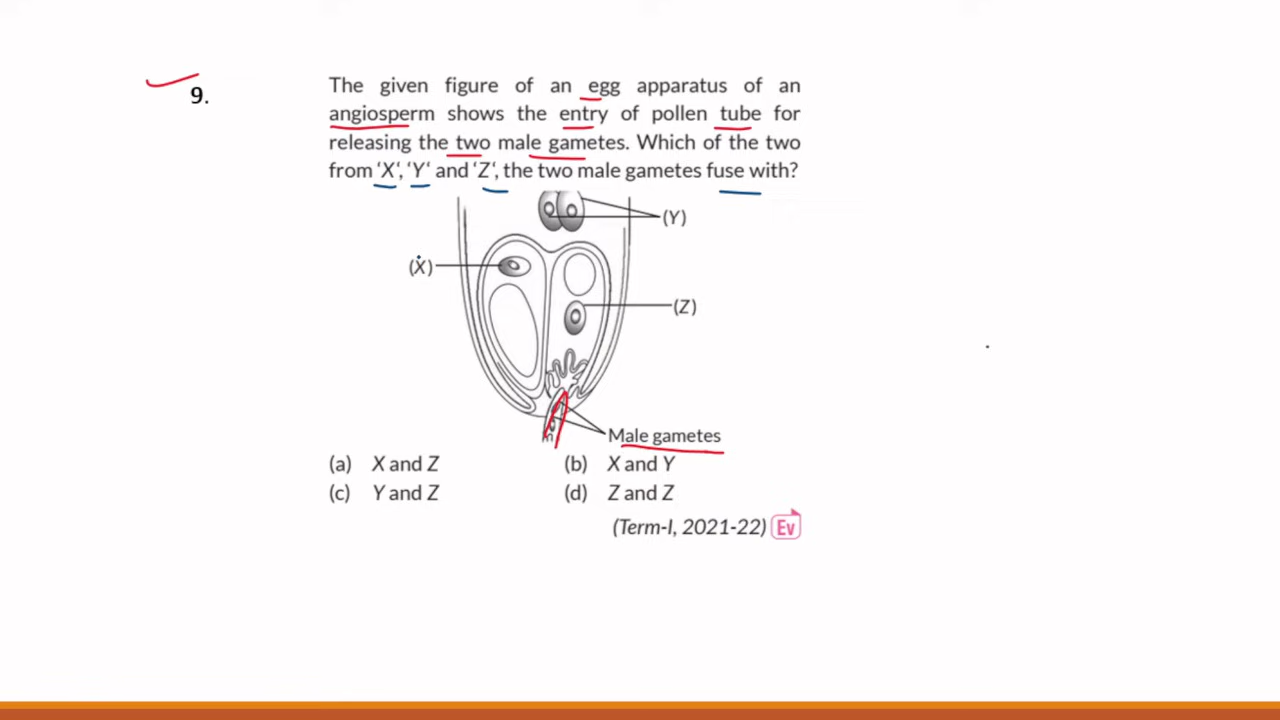 9.
The given figure of an egg apparatus of an
angiosperm shows the entry of pollen tube for
releasing the two male gametes. Which of the two
from 'X', 'Y' and 'Z', the two male gametes fuse with?
(Y)
(X)
(Z)
Male gametes
(a) X and Z (b) X and Y
(c) Y and Z (d) Z and Z
(Term-I, 2021-22) Ev